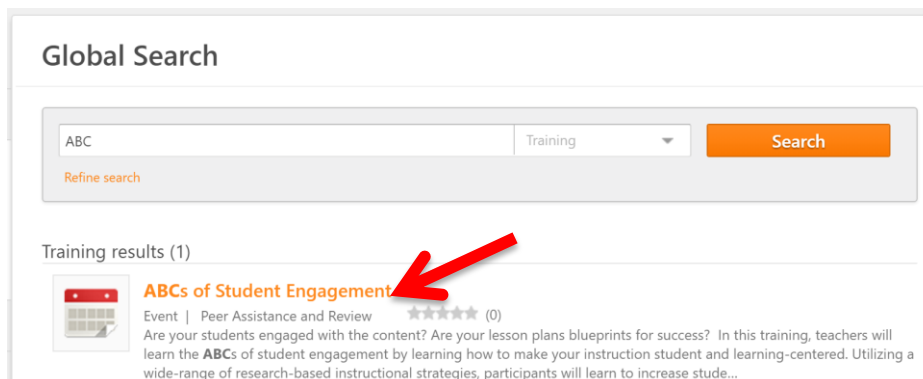 Global Search
ABC
Training
Search
Refine search
Training results (1)
ABCs of Student Engagement
Event | Peer Assistance and Review (0)
Are your students engaged with the content? Are your lesson plans blueprints for success? In this training, teachers will
learn the ABCs of student engagement by learning how to make your instruction student and learning-centered. Utilizing a
wide-range of research-based instructional strategies, participants will learn to increase stude...